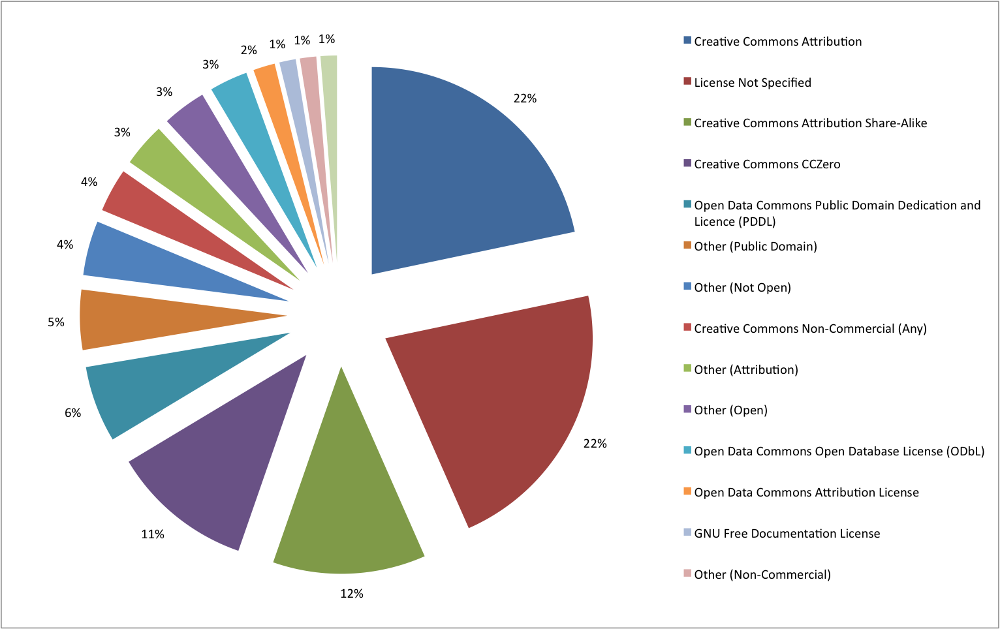 1%
1%
1%
2%
3%
3%
3%
4%
4%
5%
6%
11%
12%
22%
22%
Creative Commons Attribution
License Not Specified
Creative Commons Attribution Share-Alike
Creative Commons CCZero
Open Data Commons Public Domain Dedication and
Licence (PDDL)
Other (Public Domain)
Other (Not Open)
Creative Commons Non-Commercial (Any)
Other (Attribution)
Other (Open)
Open Data Commons Open Database License (ODbL)
Open Data Commons Attribution License
GNU Free Documentation License
Other (Non-Commercial)